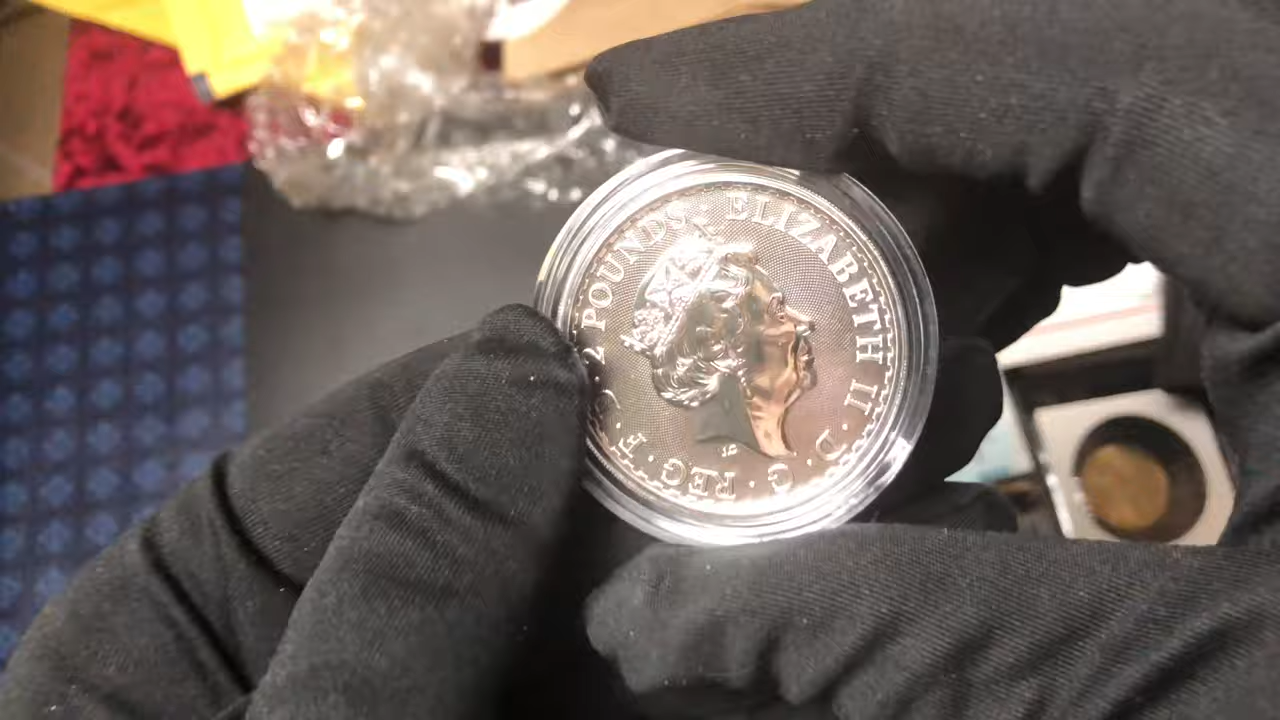 ELIZABETH II · D · G · REG · F · D · 2 POUNDS